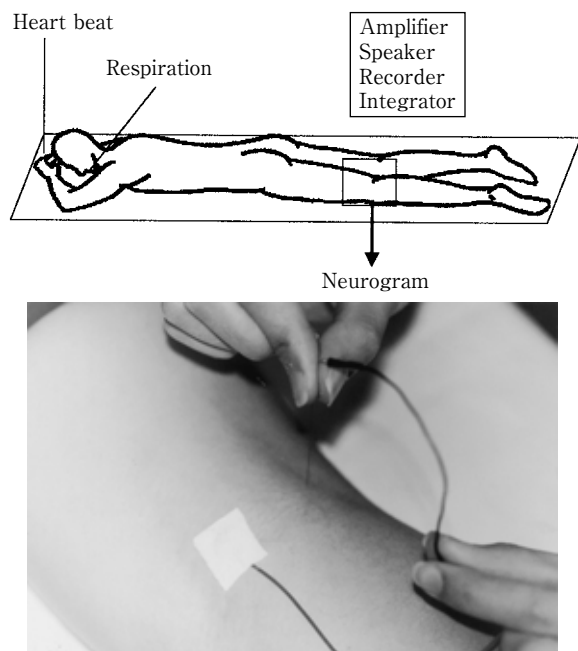 Heart beat
Respiration
Amplifier
Speaker
Recorder
Integrator
Neurogram